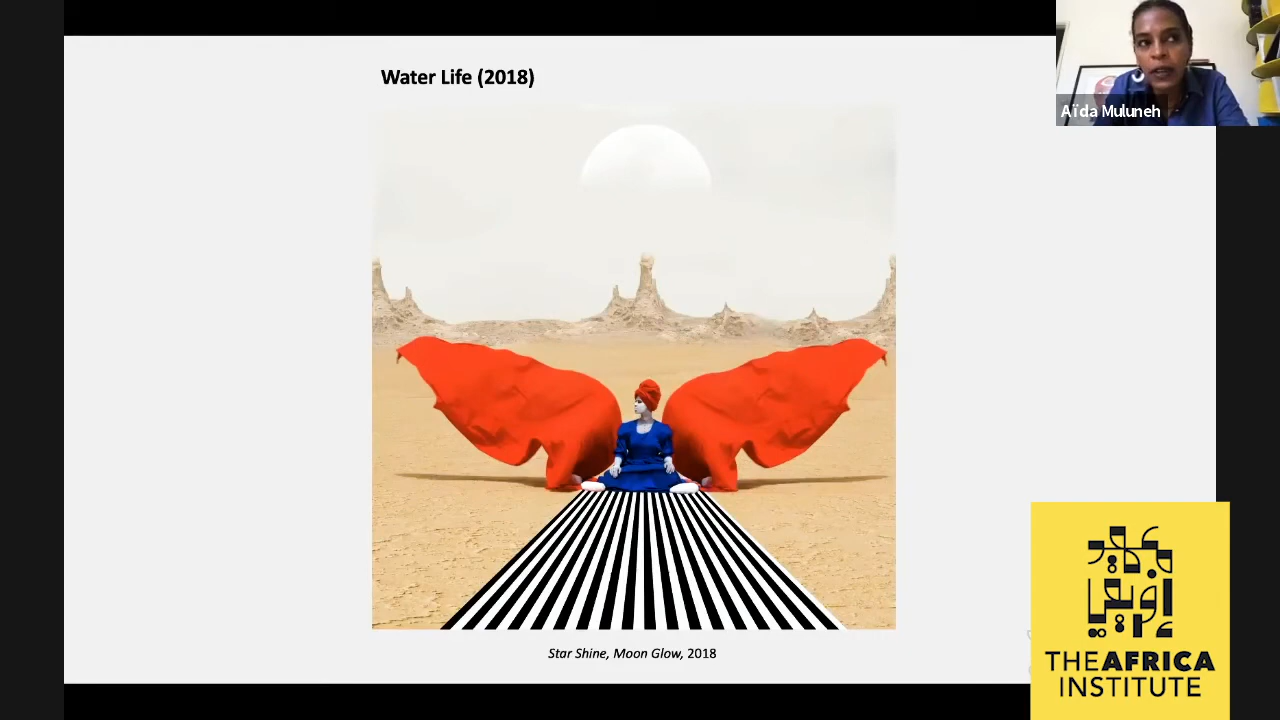 Water Life (2018)
Aïda Muluneh
Star Shine, Moon Glow, 2018
THE AFRICA
INSTITUTE